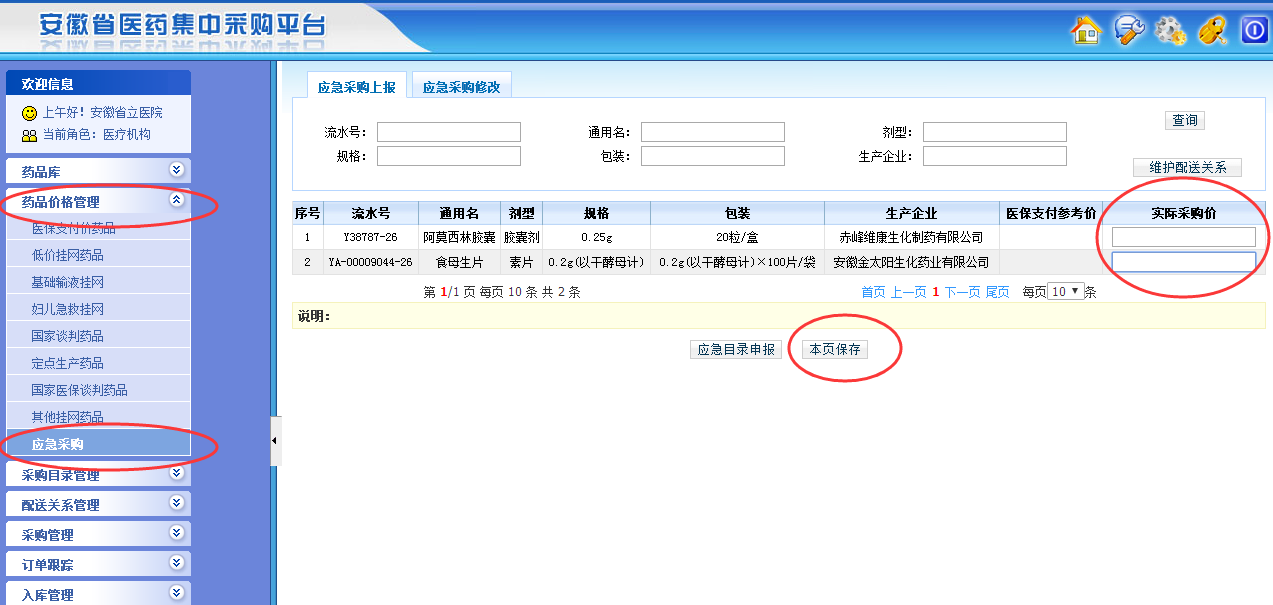 安徽省医药集中采购平台
欢迎信息
上午好！安徽省立医院
当前角色：医疗机构
药品库
药品价格管理
医保支付价药品
低价挂网药品
基础输液挂网
妇儿急救挂网
国家谈判药品
定点生产药品
国家医保谈判药品
其他挂网药品
应急采购
采购目录管理
配送关系管理
采购管理
订单跟踪
入库管理
应急采购上报 应急采购修改
流水号： 通用名： 剂型： 查询
规格： 包装： 生产企业：
维护配送关系
序号 流水号 通用名 剂型 规格 包装 生产企业 医保支付参考价 实际采购价
1 Y38787-26 阿莫西林胶囊 胶囊剂 0.25g 20粒/盒 赤峰维康生化制药有限公司
2 YA-00009044-26 食母生片 素片 0.2g(以干酵母计) 0.2g(以干酵母计)×100片/袋 安徽金太阳生化药业有限公司
第 1/1 页 每页 10 条 共 2 条 首页 上一页 1 下一页 尾页 每页 10 条
说明：
应急目录申报 本页保存